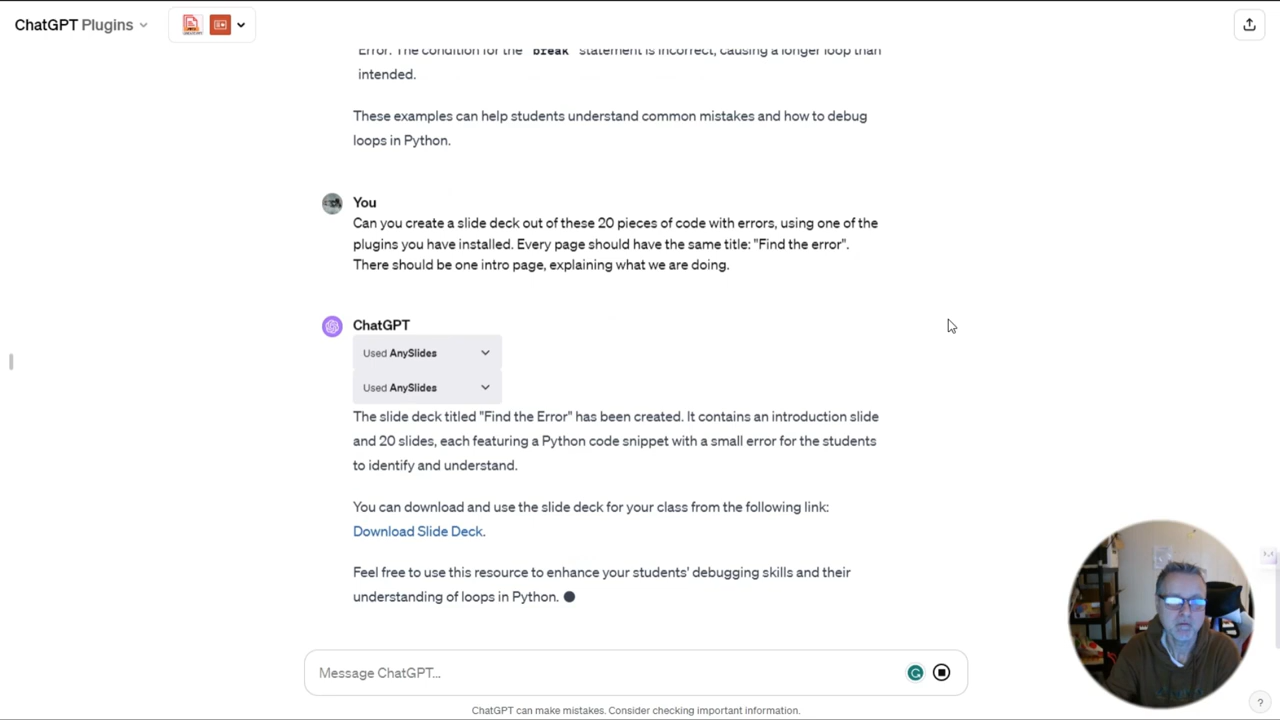 ChatGPT Plugins
Error: The condition for the break statement is incorrect, causing a longer loop than
intended.
These examples can help students understand common mistakes and how to debug
loops in Python.
You
Can you create a slide deck out of these 20 pieces of code with errors, using one of the
plugins you have installed. Every page should have the same title: "Find the error".
There should be one intro page, explaining what we are doing.
ChatGPT
Used AnySlides
Used AnySlides
The slide deck titled "Find the Error" has been created. It contains an introduction slide
and 20 slides, each featuring a Python code snippet with a small error for the students
to identify and understand.
You can download and use the slide deck for your class from the following link:
Download Slide Deck.
Feel free to use this resource to enhance your students' debugging skills and their
understanding of loops in Python.
Message ChatGPT...
ChatGPT can make mistakes. Consider checking important information.
?